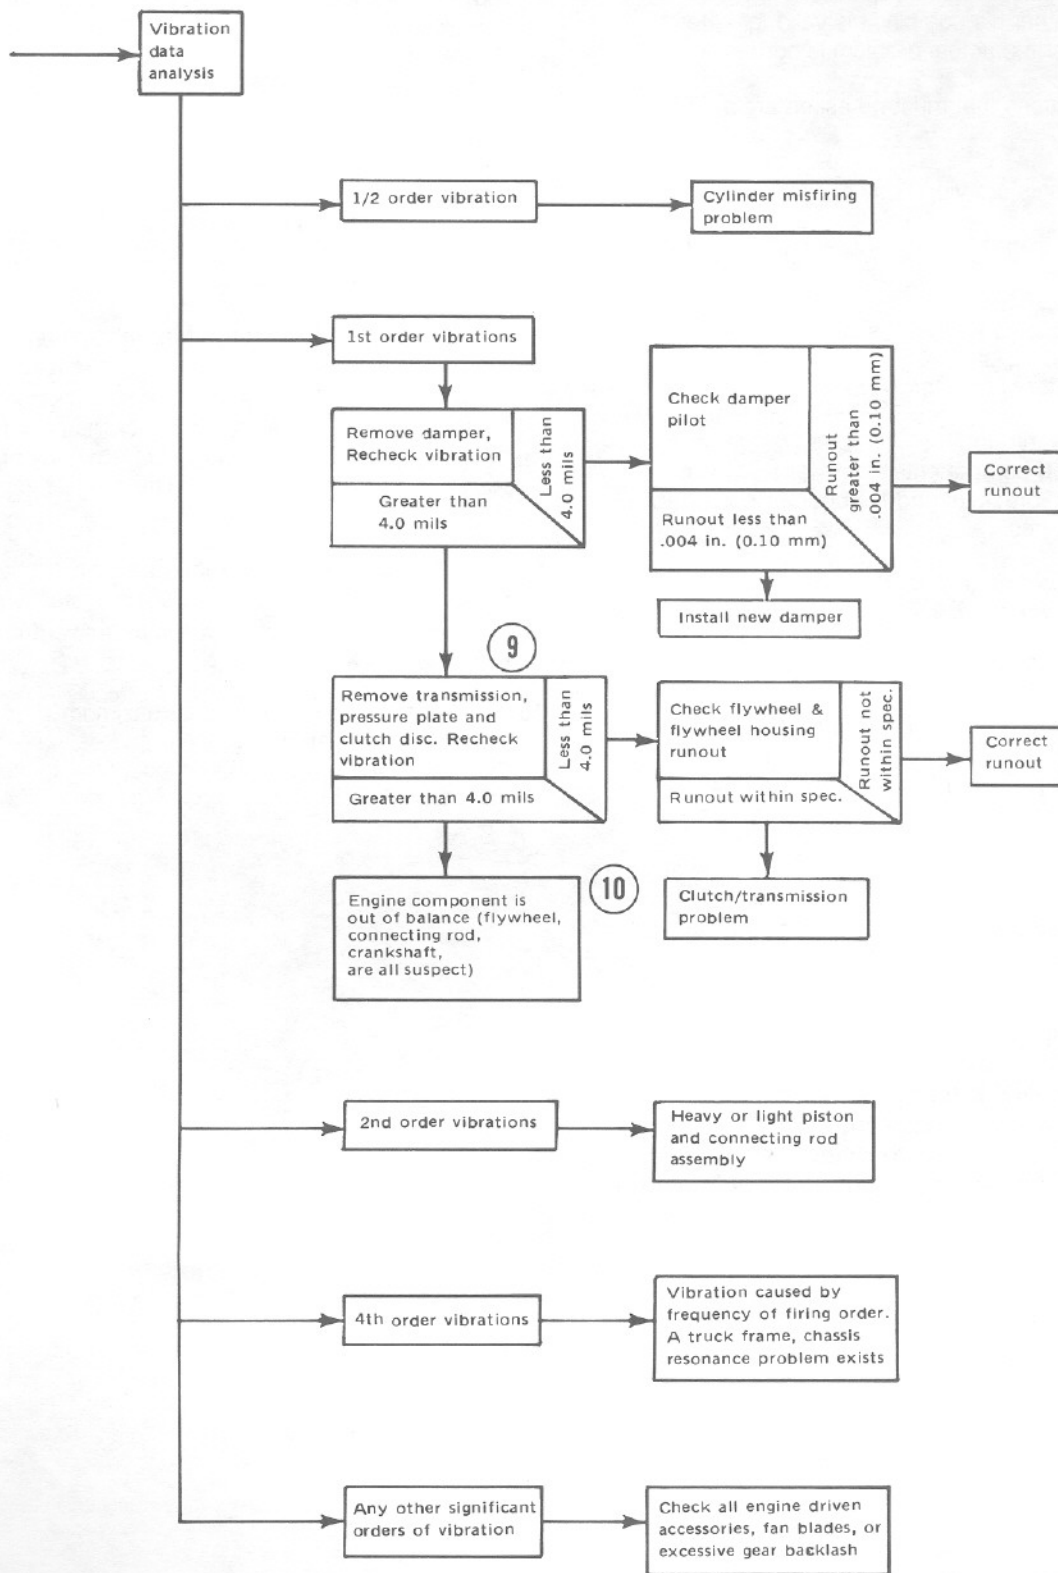 Vibration
data
analysis
1/2 order vibration
Cylinder misfiring
problem
1st order vibrations
Remove damper,
Recheck vibration
Less than
4.0 mils
Greater than
4.0 mils
Check damper
pilot
Runout
greater than
.004 in. (0.10 mm)
Runout less than
.004 in. (0.10 mm)
Correct
runout
Install new damper
9
Remove transmission,
pressure plate and
clutch disc. Recheck
vibration
Less than
4.0 mils
Greater than 4.0 mils
Check flywheel &
flywheel housing
runout
Runout not
within spec.
Runout within spec.
Correct
runout
Engine component is
out of balance (flywheel,
connecting rod,
crankshaft,
are all suspect)
10
Clutch/transmission
problem
2nd order vibrations
Heavy or light piston
and connecting rod
assembly
4th order vibrations
Vibration caused by
frequency of firing order.
A truck frame, chassis
resonance problem exists
Any other significant
orders of vibration
Check all engine driven
accessories, fan blades, or
excessive gear backlash